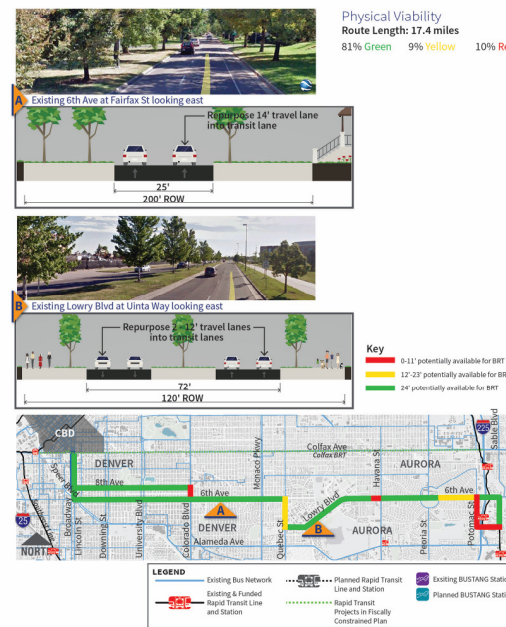 Physical Viability
Route Length: 17.4 miles
81% Green 9% Yellow 10% Re
A Existing 6th Ave at Fairfax St looking east
Repurpose 14' travel lane
into transit lane
25'
200' ROW
B Existing Lowry Blvd at Uinta Way looking east
Repurpose 2 - 12' travel lanes
into transit lanes
72'
120' ROW
Key
0-11' potentially available for BRT
12'-23' potentially available for BRT
24' potentially available for BRT
CBD
Speer Blvd
DENVER
8th Ave
Broadway
Lincoln St
Downing St
University Blvd
Colorado Blvd
6th Ave
A
DENVER
Alameda Ave
Monaco Pkwy
Quebec St
Colfax Ave
Colfax BRT
Lowry Blvd
B
Havana St
AURORA
AURORA
Peoria St
6th Ave
Potomac St
225
Sable Blvd
25
NORTH
LEGEND
Existing Bus Network
Existing & Funded
Rapid Transit Line
and Station
Planned Rapid Transit
Line and Station
Rapid Transit
Projects in Fiscally
Constrained Plan
Exsiting BUSTANG Statio
Planned BUSTANG Stati